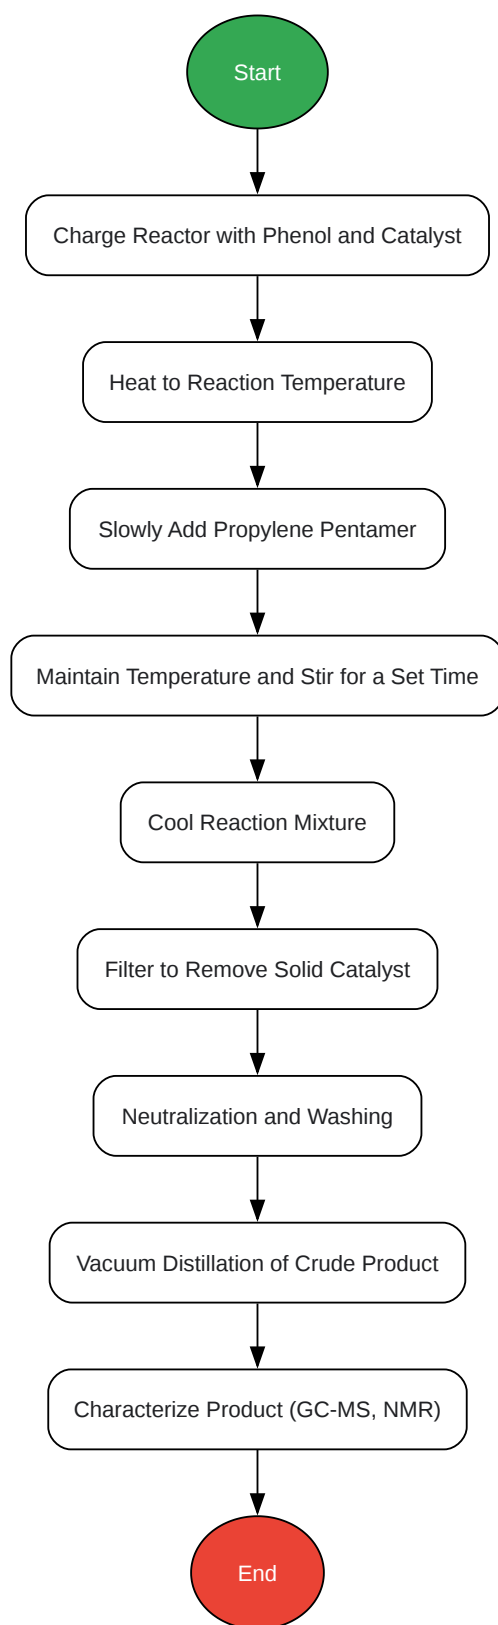 Start
Charge Reactor with Phenol and Catalyst
Heat to Reaction Temperature
Slowly Add Propylene Pentamer
Maintain Temperature and Stir for a Set Time
Cool Reaction Mixture
Filter to Remove Solid Catalyst
Neutralization and Washing
Vacuum Distillation of Crude Product
Characterize Product (GC-MS, NMR)
End